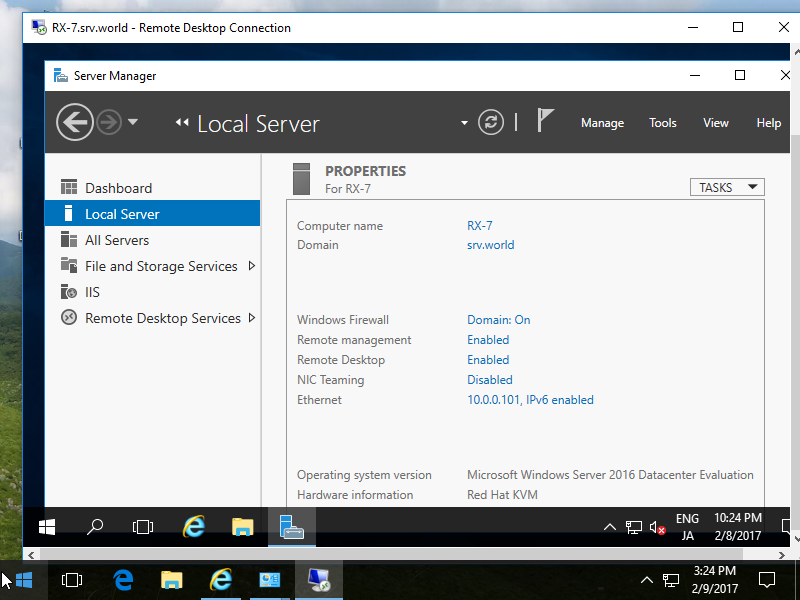 RX-7.srv.world - Remote Desktop Connection
Server Manager
Local Server
Manage Tools View Help
Dashboard
Local Server
All Servers
File and Storage Services
IIS
Remote Desktop Services
PROPERTIES
For RX-7
TASKS
Computer name RX-7
Domain srv.world
Windows Firewall Domain: On
Remote management Enabled
Remote Desktop Enabled
NIC Teaming Disabled
Ethernet 10.0.0.101, IPv6 enabled
Operating system version Microsoft Windows Server 2016 Datacenter Evaluation
Hardware information Red Hat KVM
ENG 10:24 PM
JA 2/8/2017
3:24 PM
2/9/2017